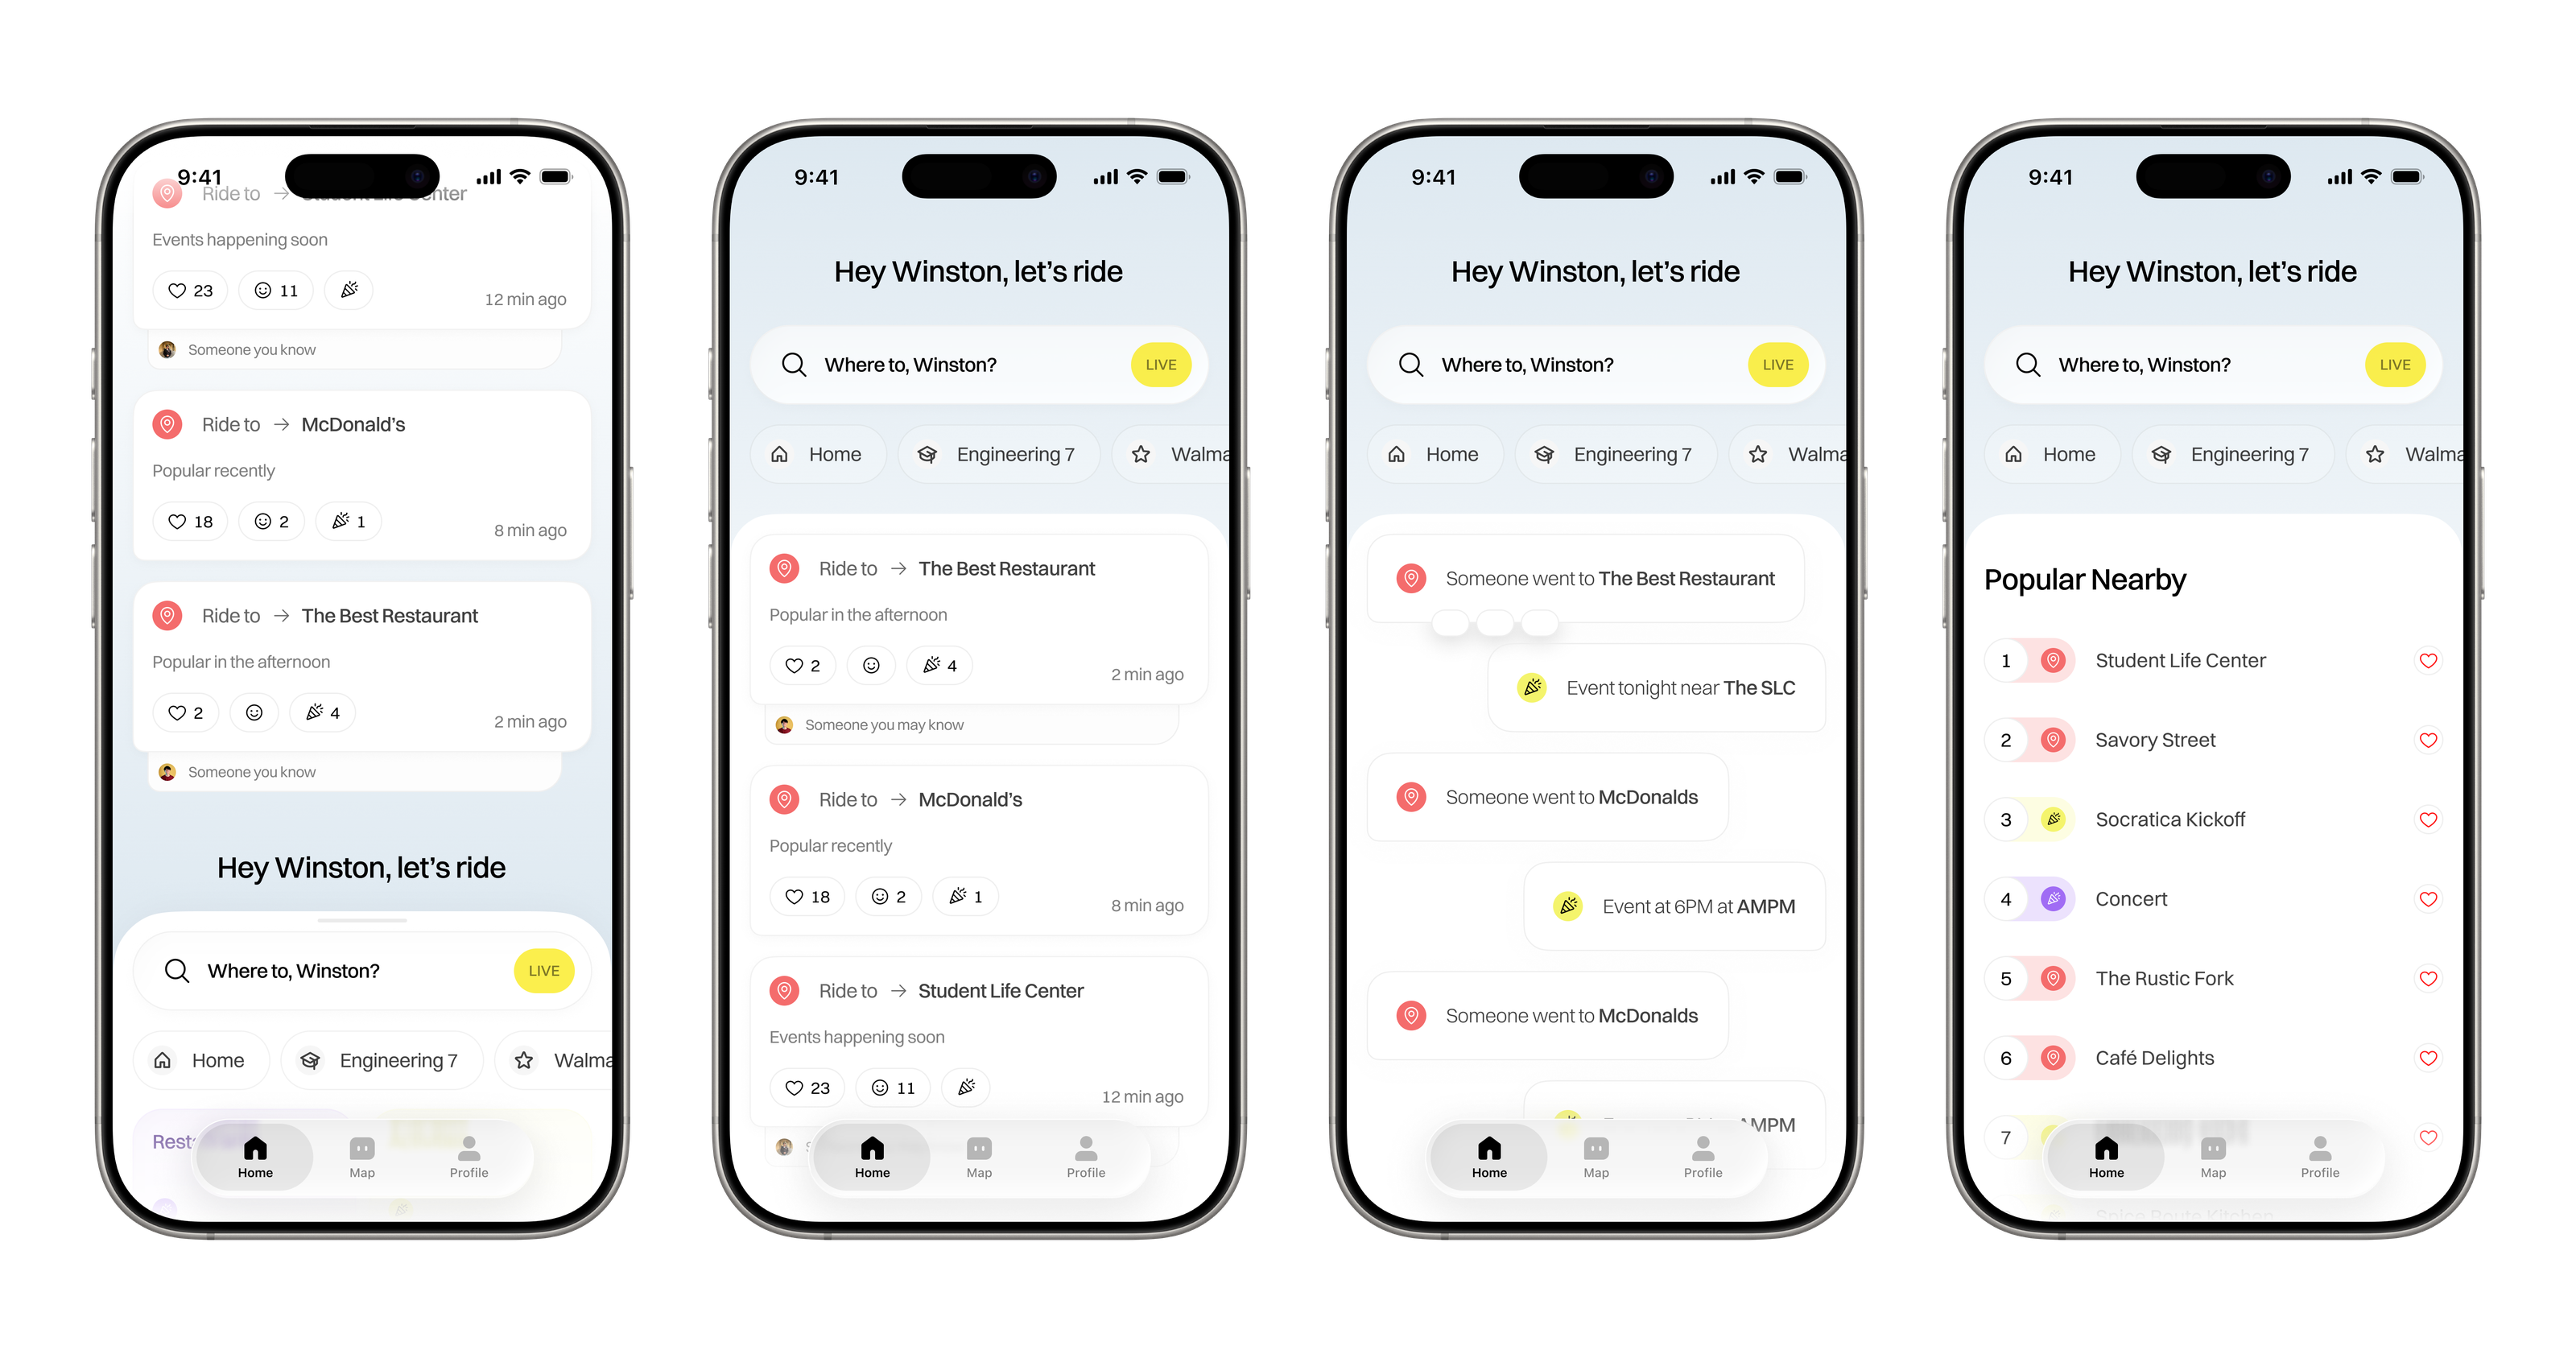 9:41
Ride to → Student Life Center
Events happening soon
23 11
12 min ago
Someone you know
Ride to → McDonald’s
Popular recently
18 2 1
8 min ago
Ride to → The Best Restaurant
Popular in the afternoon
2 4
2 min ago
Someone you know
Hey Winston, let’s ride
Where to, Winston? LIVE
Home Engineering 7 Walma
Rest
Home Map Profile
9:41
Hey Winston, let’s ride
Where to, Winston? LIVE
Home Engineering 7 Walma
Ride to → The Best Restaurant
Popular in the afternoon
2 4
2 min ago
Someone you may know
Ride to → McDonald’s
Popular recently
18 2 1
8 min ago
Ride to → Student Life Center
Events happening soon
23 11
12 min ago
Home Map Profile
9:41
Hey Winston, let’s ride
Where to, Winston? LIVE
Home Engineering 7 Walma
Someone went to The Best Restaurant
Event tonight near The SLC
Someone went to McDonalds
Event at 6PM at AMPM
Someone went to McDonalds
AMPM
Home Map Profile
9:41
Hey Winston, let’s ride
Where to, Winston? LIVE
Home Engineering 7 Walma
Popular Nearby
1 Student Life Center
2 Savory Street
3 Socratica Kickoff
4 Concert
5 The Rustic Fork
6 Café Delights
7
Home Map Profile
Spice Route Kitchen